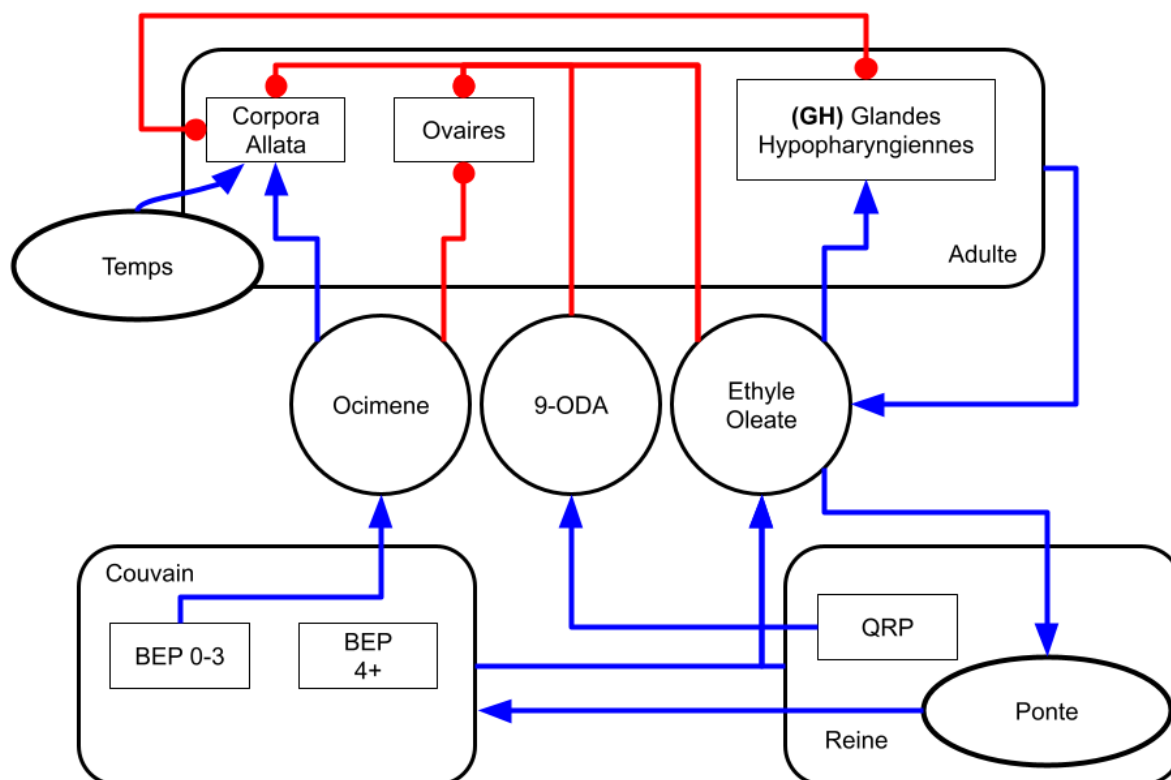 Corpora
Allata
Ovaires
(GH) Glandes
Hypopharyngiennes
Temps
Adulte
Ocimene
9-ODA
Ethyle
Oleate
Couvain
BEP 0-3
BEP
4+
QRP
Ponte
Reine